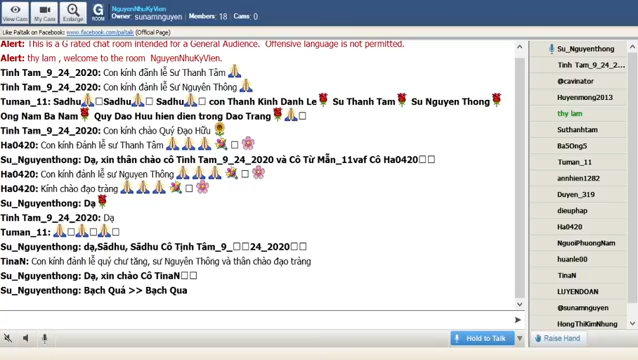 NguyenNhuKyVien
Owner: sunamnguyen | Members: 18 | Cams: 0
View Cam
My Cam
Enlarge
G
ROOM
Like Paltalk on Facebook: www.facebook.com/paltalk (Official Page)
Alert: This is a G rated chat room intended for a General Audience. Offensive language is not permitted.
Alert: thy lam , welcome to the room NguyenNhuKyVien.
Tinh Tam_9_24_2020: Con kính đảnh lễ Sư Thanh Tâm
Tinh Tam_9_24_2020: Con kính đảnh lễ Sư Nguyên Thông
Tuman_11: Sadhu Sadhu Sadhu con Thanh Kinh Danh Le Su Thanh Tam Su Nguyen Thong
Ong Nam Ba Nam Quy Dao Huu hien dien trong Dao Trang
Tinh Tam_9_24_2020: Con kính chào Quý Đạo Hữu
Ha0420: Con kính Đảnh lễ sư Thanh Tâm
Su_Nguyenthong: Dạ, xin thân chào cô Tinh Tam_9_24_2020 và Cô Từ Mẫn_11vaf Cô Ha0420
Ha0420: Con kính đảnh lễ sư Nguyen Thông
Ha0420: Kính chào đạo tràng
Su_Nguyenthong: Dạ
Tinh Tam_9_24_2020: Dạ
Tuman_11:
Su_Nguyenthong: dạ,Sādhu, Sādhu Cô Tịnh Tâm_9_24_2020
TinaN: Con kính đảnh lễ quý chư tăng, sư Nguyên Thông và thân chào đạo tràng
Su_Nguyenthong: Dạ, xin chào Cô TinaN
Su_Nguyenthong: Bạch Quá >> Bạch Qua
Hold to Talk
Su_Nguyenthong
Tinh Tam_9_24_2...
@cavinator
Huyenmong2013
thy lam
Suthanhtam
Ba5Ong5
Tuman_11
annhien1282
Duyen_319
dieuphap
Ha0420
NguoiPhuongNam
huanle00
TinaN
LUYENDOAN
@sunamnguyen
HongThiKimNhung
Raise Hand